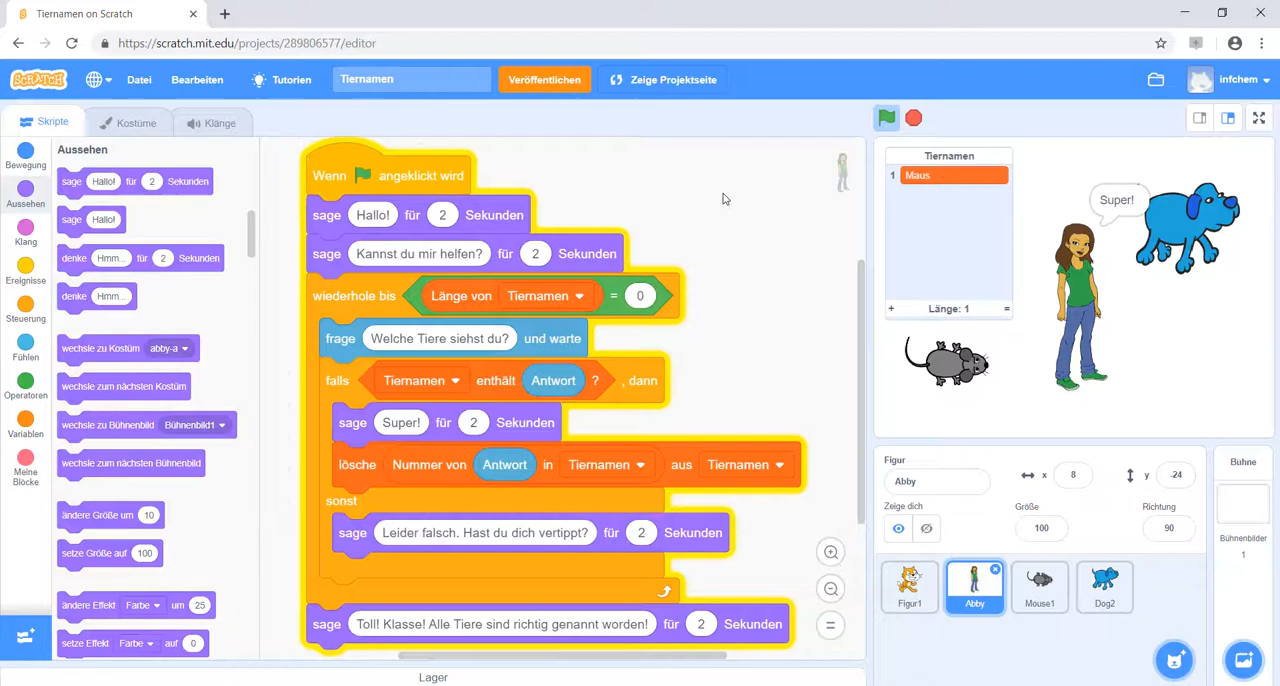 Tiernamen on Scratch
https://scratch.mit.edu/projects/289806577/editor
SCRATCH Datei Bearbeiten Tutorien Tiernamen Veröffentlichen Zeige Projektseite infchem
Skripte Kostüme Klänge
Bewegung
Aussehen
Klang
Ereignisse
Steuerung
Fühlen
Operatoren
Variablen
Meine
Blöcke
Aussehen
sage Hallo! für 2 Sekunden
sage Hallo!
denke Hmm... für 2 Sekunden
denke Hmm...
wechsle zu Kostüm abby-a
wechsle zum nächsten Kostüm
wechsle zu Bühnenbild Bühnenbild1
wechsle zum nächsten Bühnenbild
ändere Größe um 10
setze Größe auf 100
ändere Effekt Farbe um 25
setze Effekt Farbe auf 0
Wenn angeklickt wird
sage Hallo! für 2 Sekunden
sage Kannst du mir helfen? für 2 Sekunden
wiederhole bis Länge von Tiernamen = 0
frage Welche Tiere siehst du? und warte
falls Tiernamen enthält Antwort ? , dann
sage Super! für 2 Sekunden
lösche Nummer von Antwort in Tiernamen aus Tiernamen
sonst
sage Leider falsch. Hast du dich vertippt? für 2 Sekunden
sage Toll! Klasse! Alle Tiere sind richtig genannt worden! für 2 Sekunden
Lager
Tiernamen
1 Maus
+ Länge: 1 =
Super!
Figur
Abby
x 8
y -24
Zeige dich
Größe
100
Richtung
90
Figur1
Abby
Mouse1
Dog2
Buhne
Bühnenbilder
1